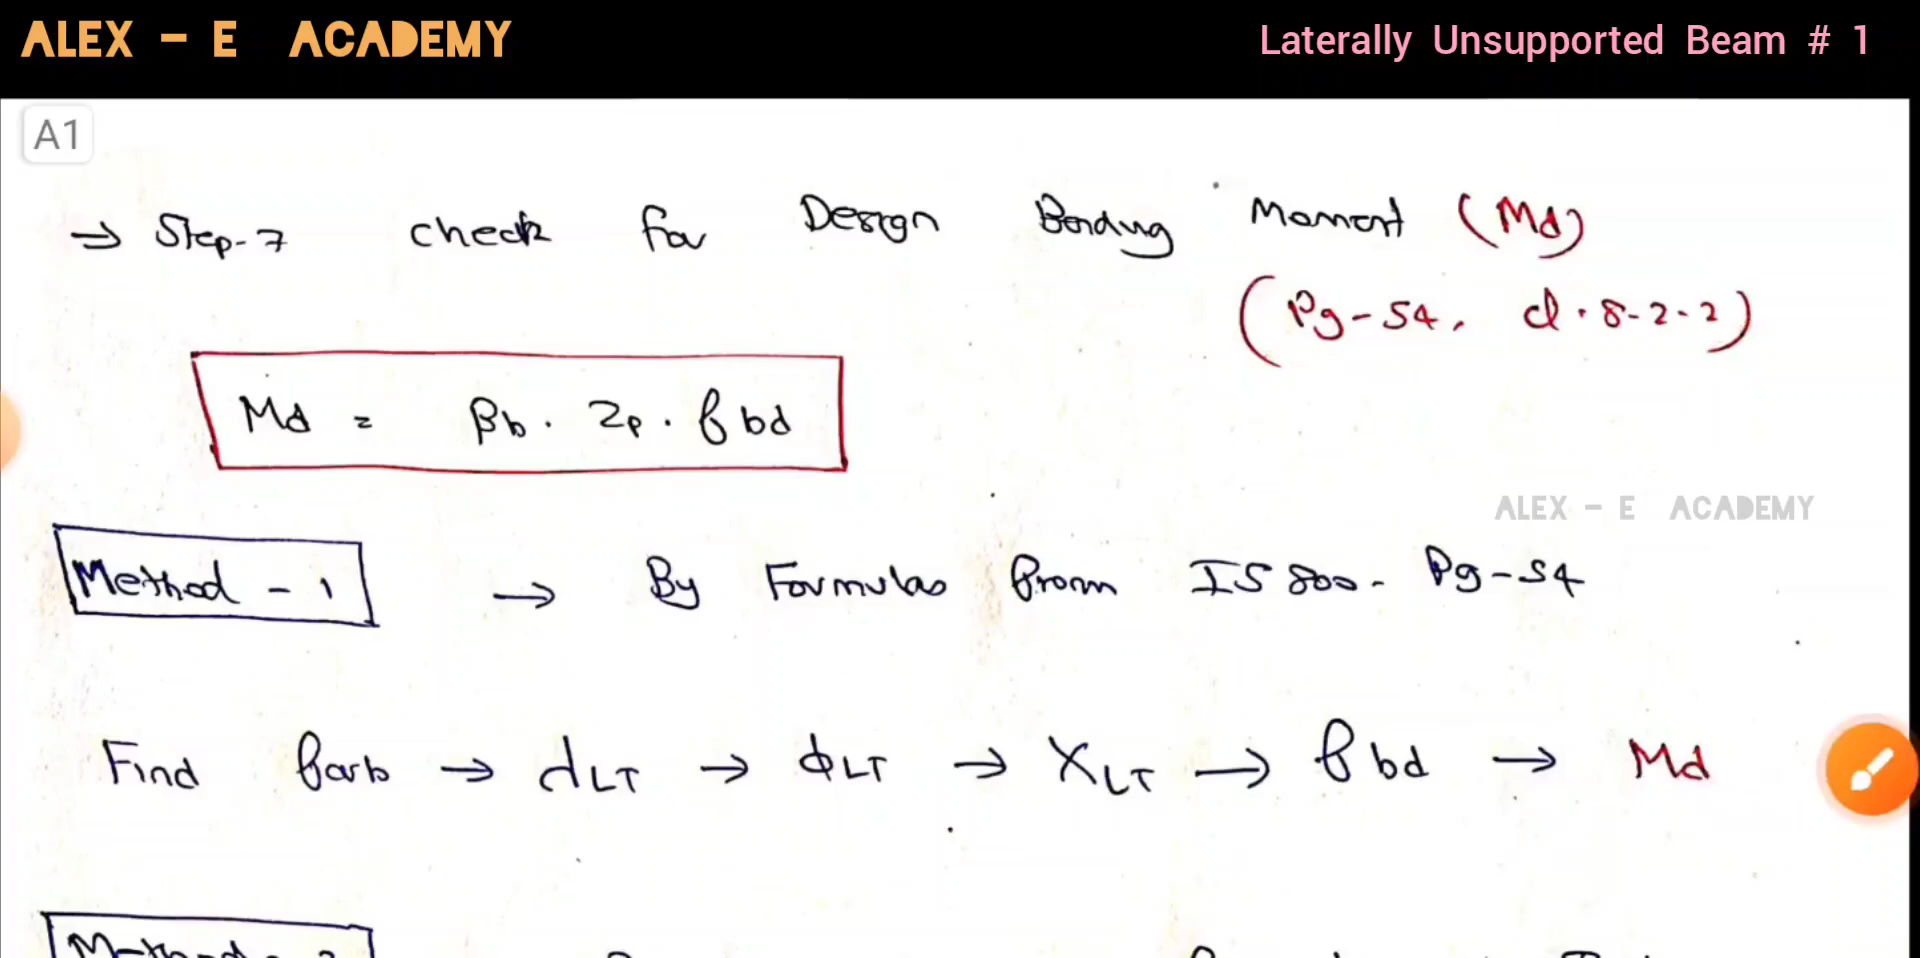 ALEX - E ACADEMY
Laterally Unsupported Beam # 1
A1
→ Step-7 check for Design Bending Moment (Md)
(Pg-54, cl.8.2.2)
Md = βb. Zp. fbd
ALEX - E ACADEMY
Method - 1 → By Formulas from IS 800- Pg-54
Find fcrb → λLT → ϕLT → XLT → fbd → Md